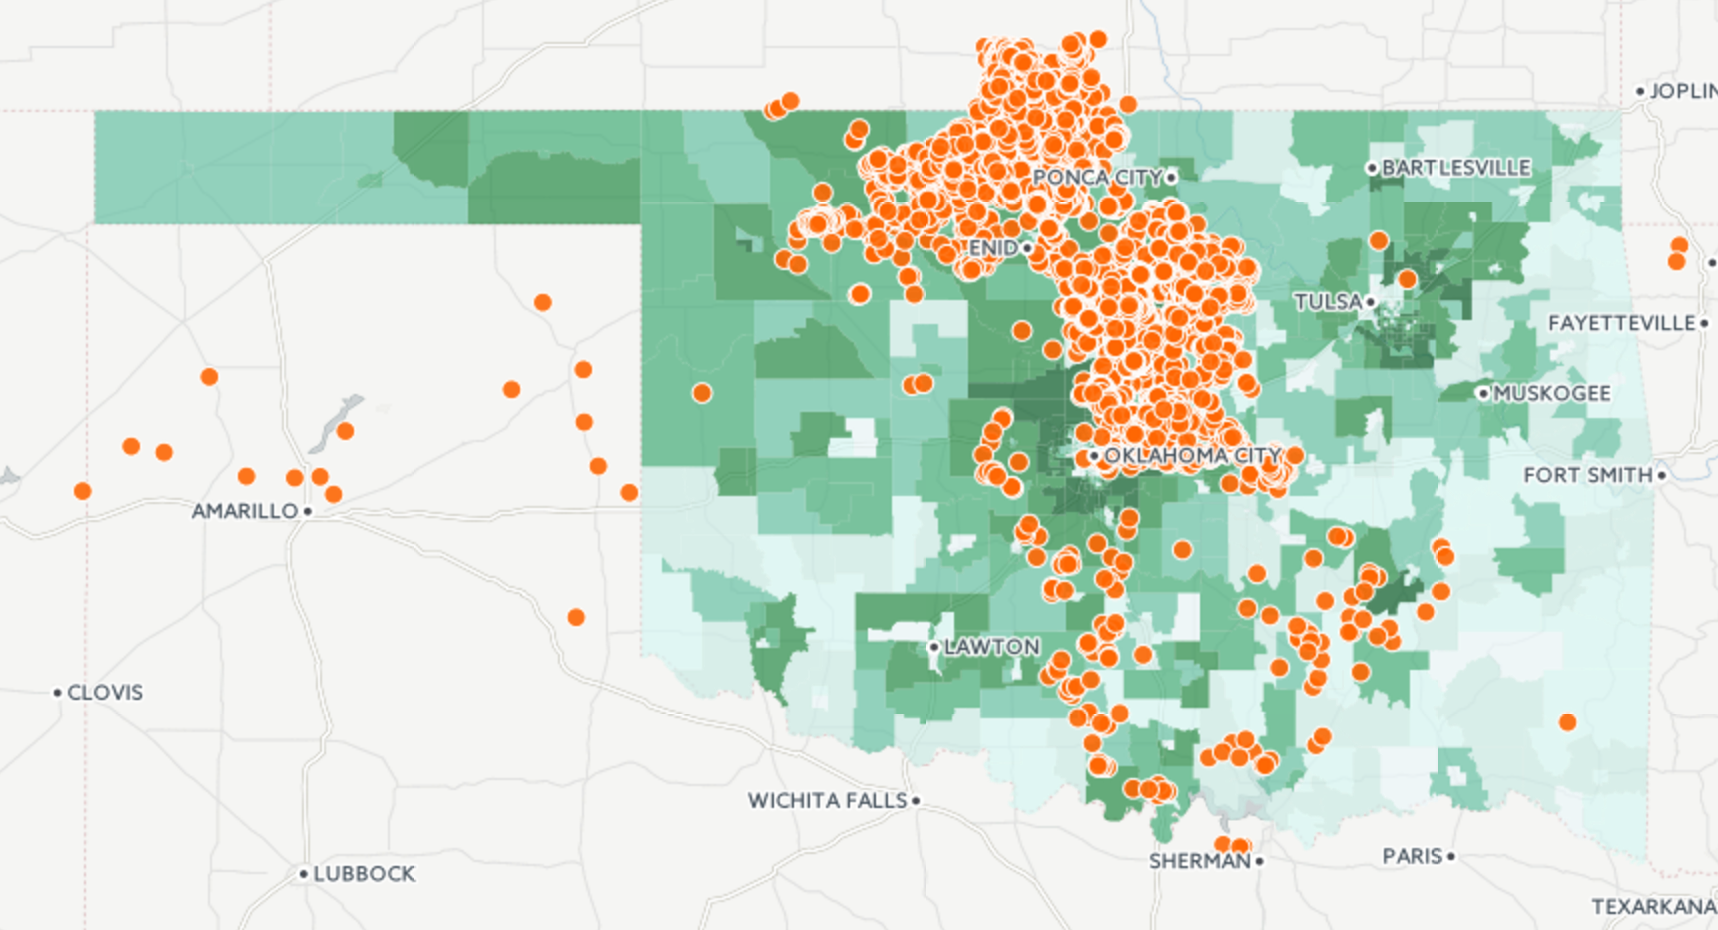 JOPLIN
BARTLESVILLE
PONCA CITY
ENID
TULSA
FAYETTEVILLE
MUSKOGEE
OKLAHOMA CITY
FORT SMITH
AMARILLO
LAWTON
CLOVIS
WICHITA FALLS
SHERMAN
PARIS
LUBBOCK
TEXARKANA